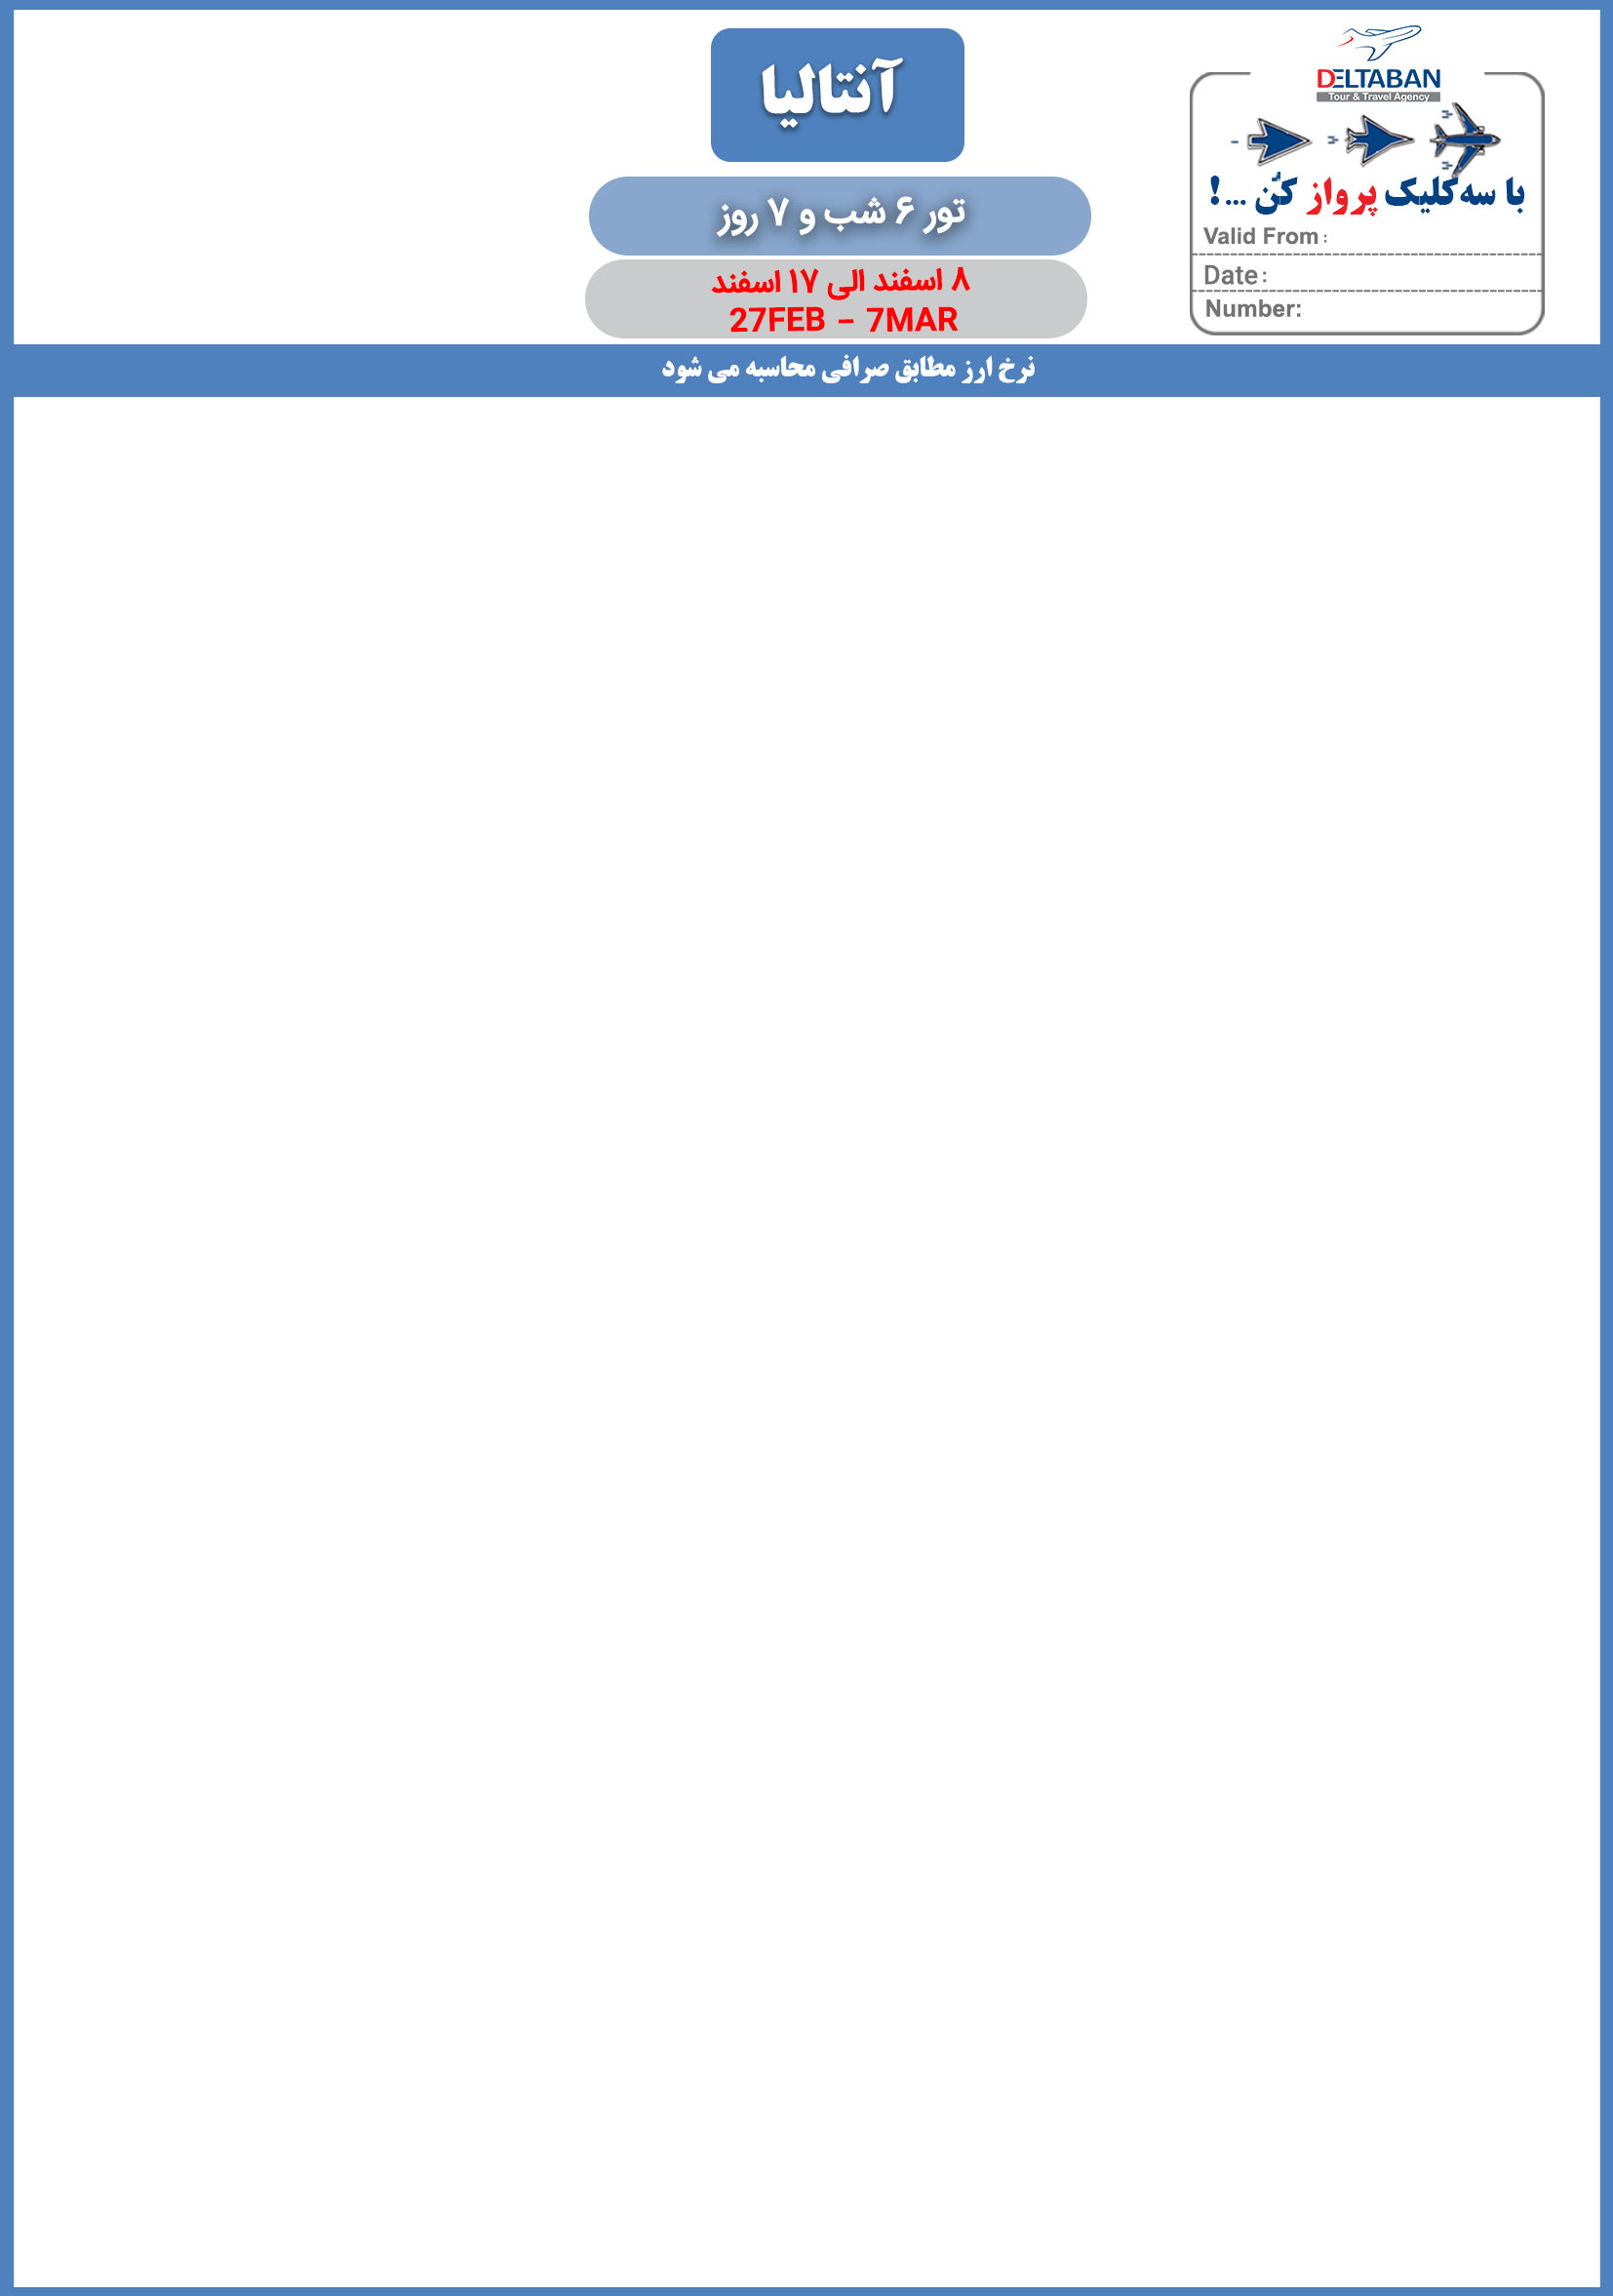 آنتالیا
تور ۶ شب و ۷ روز
۸ اسفند الی ۱۷ اسفند
27FEB - 7MAR
DELTABAN
Tour & Travel Agency
با سه کلیک پرواز کُن ...!
Valid From :
Date :
Number:
نرخ ارز مطابق صرافی محاسبه می شود